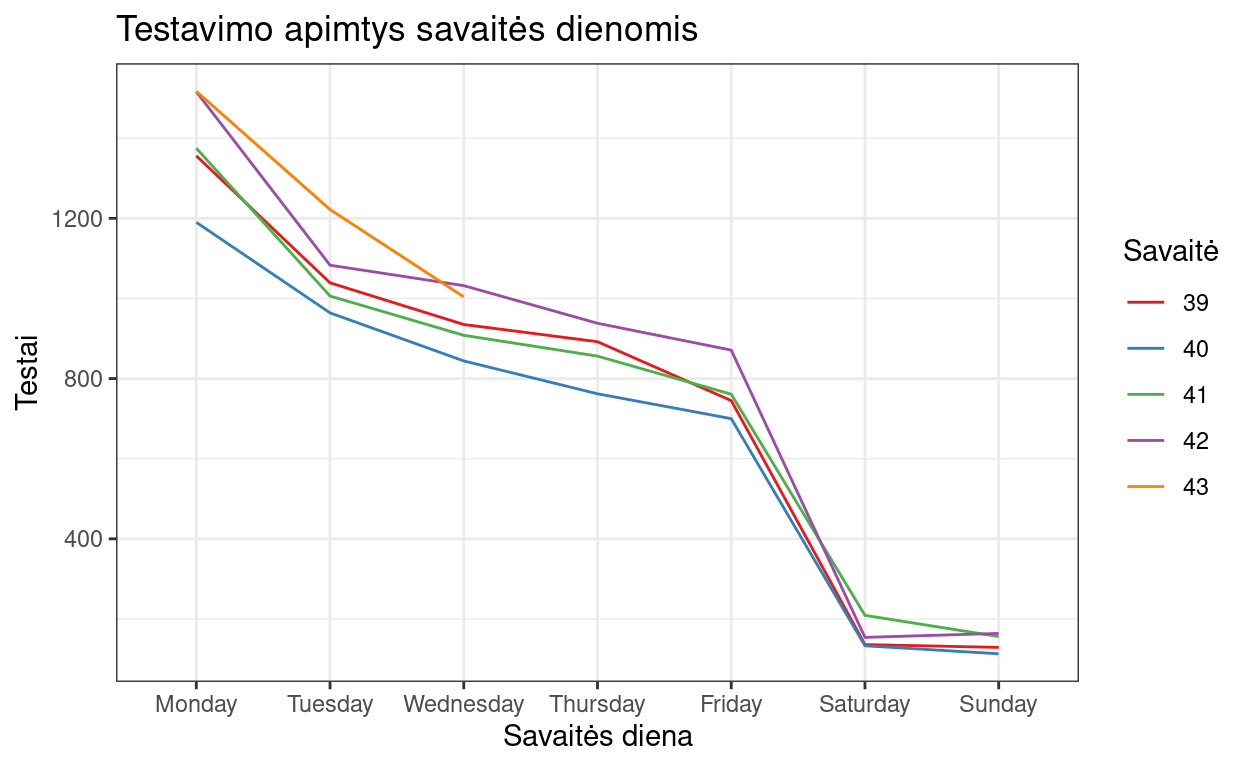 Testavimo apimtys savaitės dienomis
Testai
1200
800
400
Monday Tuesday Wednesday Thursday Friday Saturday Sunday
Savaitės diena
Savaitė
39
40
41
42
43